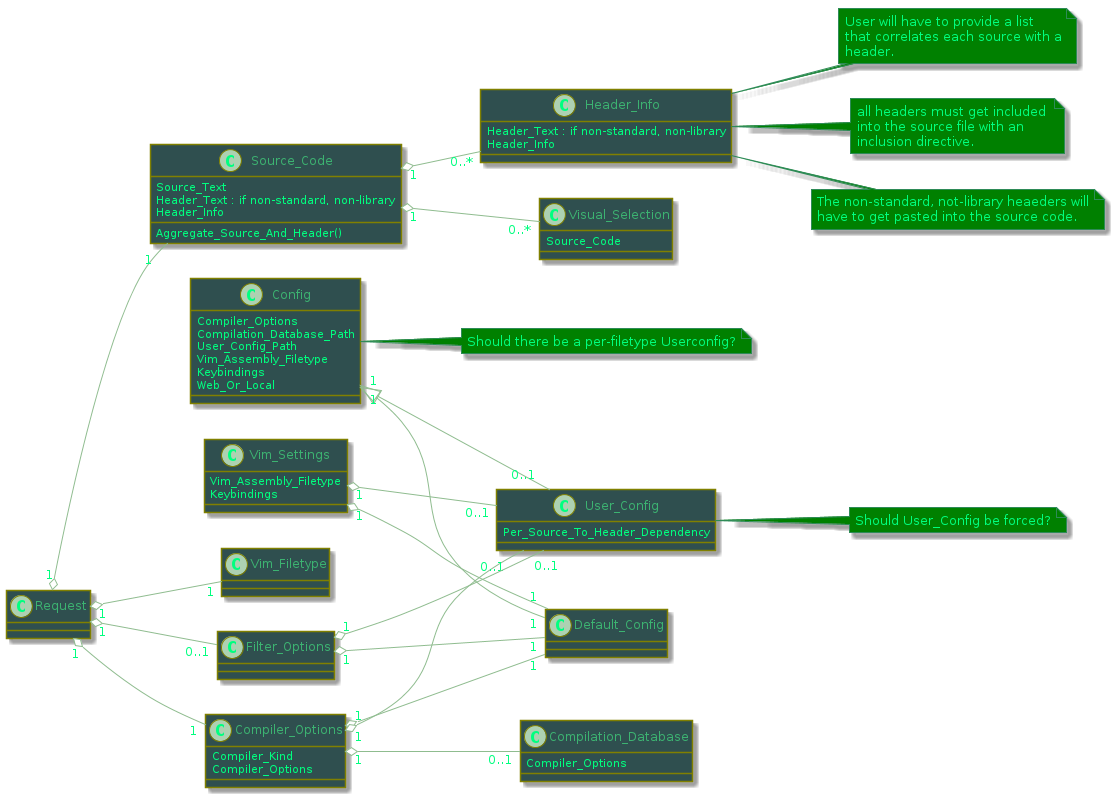 User will have to provide a list
that correlates each source with a
header.
C Header_Info
Header_Text : if non-standard, non-library
Header_Info
all headers must get included
into the source file with an
inclusion directive.
The non-standard, not-library heaeders will
have to get pasted into the source code.
C Source_Code
Source_Text
Header_Text : if non-standard, non-library
Header_Info
Aggregate_Source_And_Header()
1
0..*
1
0..*
1
C Visual_Selection
Source_Code
C Config
Compiler_Options
Compilation_Database_Path
User_Config_Path
Vim_Assembly_Filetype
Keybindings
Web_Or_Local
Should there be a per-filetype Userconfig?
1
1
C Vim_Settings
Vim_Assembly_Filetype
Keybindings
1
1
0..1
0..1
C User_Config
Per_Source_To_Header_Dependency
Should User_Config be forced?
0..1
0..1
C Vim_Filetype
1
1
C Request
1
1
1
C Filter_Options
0..1
1
1
1
1
1
C Default_Config
C Compiler_Options
Compiler_Kind
Compiler_Options
1
1
1
1
0..1
C Compilation_Database
Compiler_Options